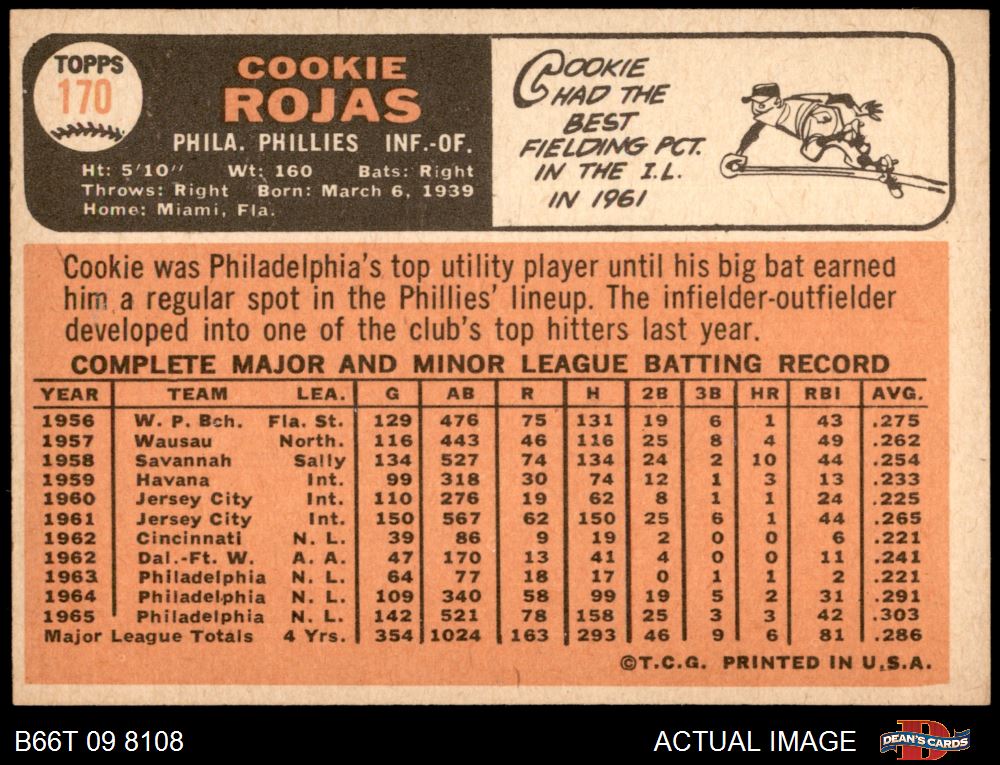 TOPPS
170
COOKIE
ROJAS
PHILA. PHILLIES INF.-OF.
Ht: 5'10" Wt: 160 Bats: Right
Throws: Right Born: March 6, 1939
Home: Miami, Fla.
COOKIE
HAD THE
BEST
FIELDING PCT.
IN THE I.L.
IN 1961
Cookie was Philadelphia's top utility player until his big bat earned
him a regular spot in the Phillies' lineup. The infielder-outfielder
developed into one of the club's top hitters last year.
COMPLETE MAJOR AND MINOR LEAGUE BATTING RECORD
YEAR TEAM LEA. G AB R H 2B 3B HR RBI AVG.
1956 W. P. Bch. Fla. St. 129 476 75 131 19 6 1 43 .275
1957 Wausau North. 116 443 46 116 25 8 4 49 .262
1958 Savannah Sally 134 527 74 134 24 2 10 44 .254
1959 Havana Int. 99 318 30 74 12 1 3 13 .233
1960 Jersey City Int. 110 276 19 62 8 1 1 24 .225
1961 Jersey City Int. 150 567 62 150 25 6 1 44 .265
1962 Cincinnati N. L. 39 86 9 19 2 0 0 6 .221
1962 Dal.-Ft. W. A. A. 47 170 13 41 4 0 0 11 .241
1963 Philadelphia N. L. 64 77 18 17 0 1 1 2 .221
1964 Philadelphia N. L. 109 340 58 99 19 5 2 31 .291
1965 Philadelphia N. L. 142 521 78 158 25 3 3 42 .303
Major League Totals 4 Yrs. 354 1024 163 293 46 9 6 81 .286
©T.C.G. PRINTED IN U.S.A.
B66T 09 8108
ACTUAL IMAGE
DEAN'S CARDS